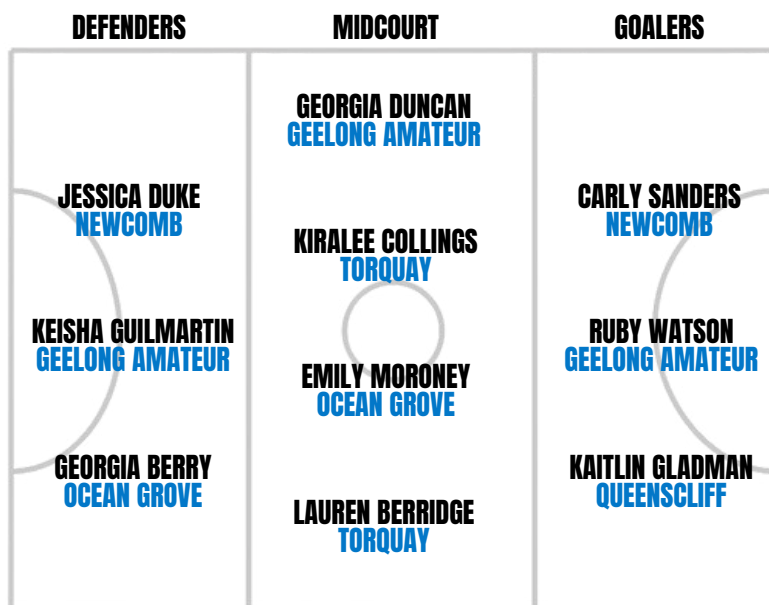 DEFENDERS
MIDCOURT
GOALERS
JESSICA DUKE
NEWCOMB
KEISHA GUILMARTIN
GEELONG AMATEUR
GEORGIA BERRY
OCEAN GROVE
GEORGIA DUNCAN
GEELONG AMATEUR
KIRALEE COLLINGS
TORQUAY
EMILY MORONEY
OCEAN GROVE
LAUREN BERRIDGE
TORQUAY
CARLY SANDERS
NEWCOMB
RUBY WATSON
GEELONG AMATEUR
KAITLIN GLADMAN
QUEENSCLIFF